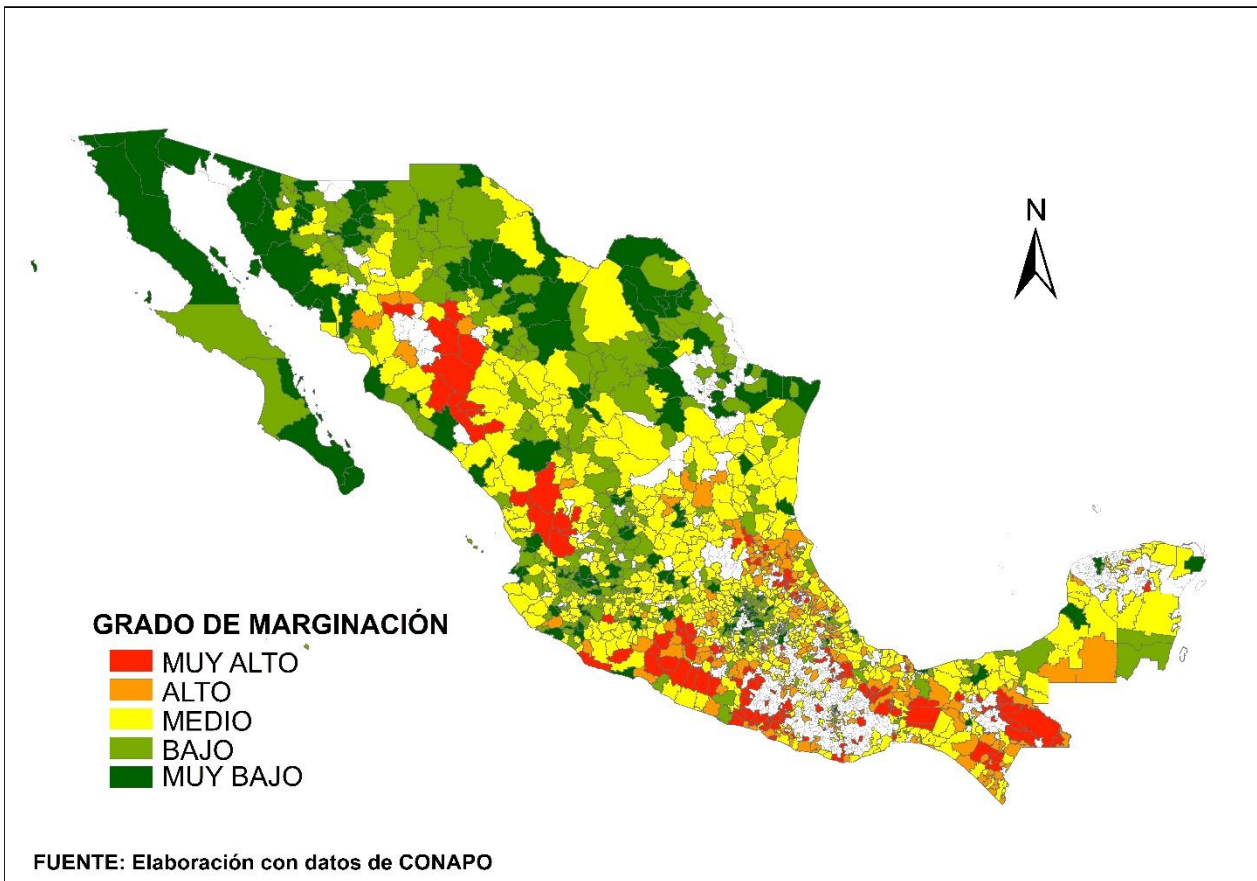 N
GRADO DE MARGINACIÓN
MUY ALTO
ALTO
MEDIO
BAJO
MUY BAJO
FUENTE: Elaboración con datos de CONAPO